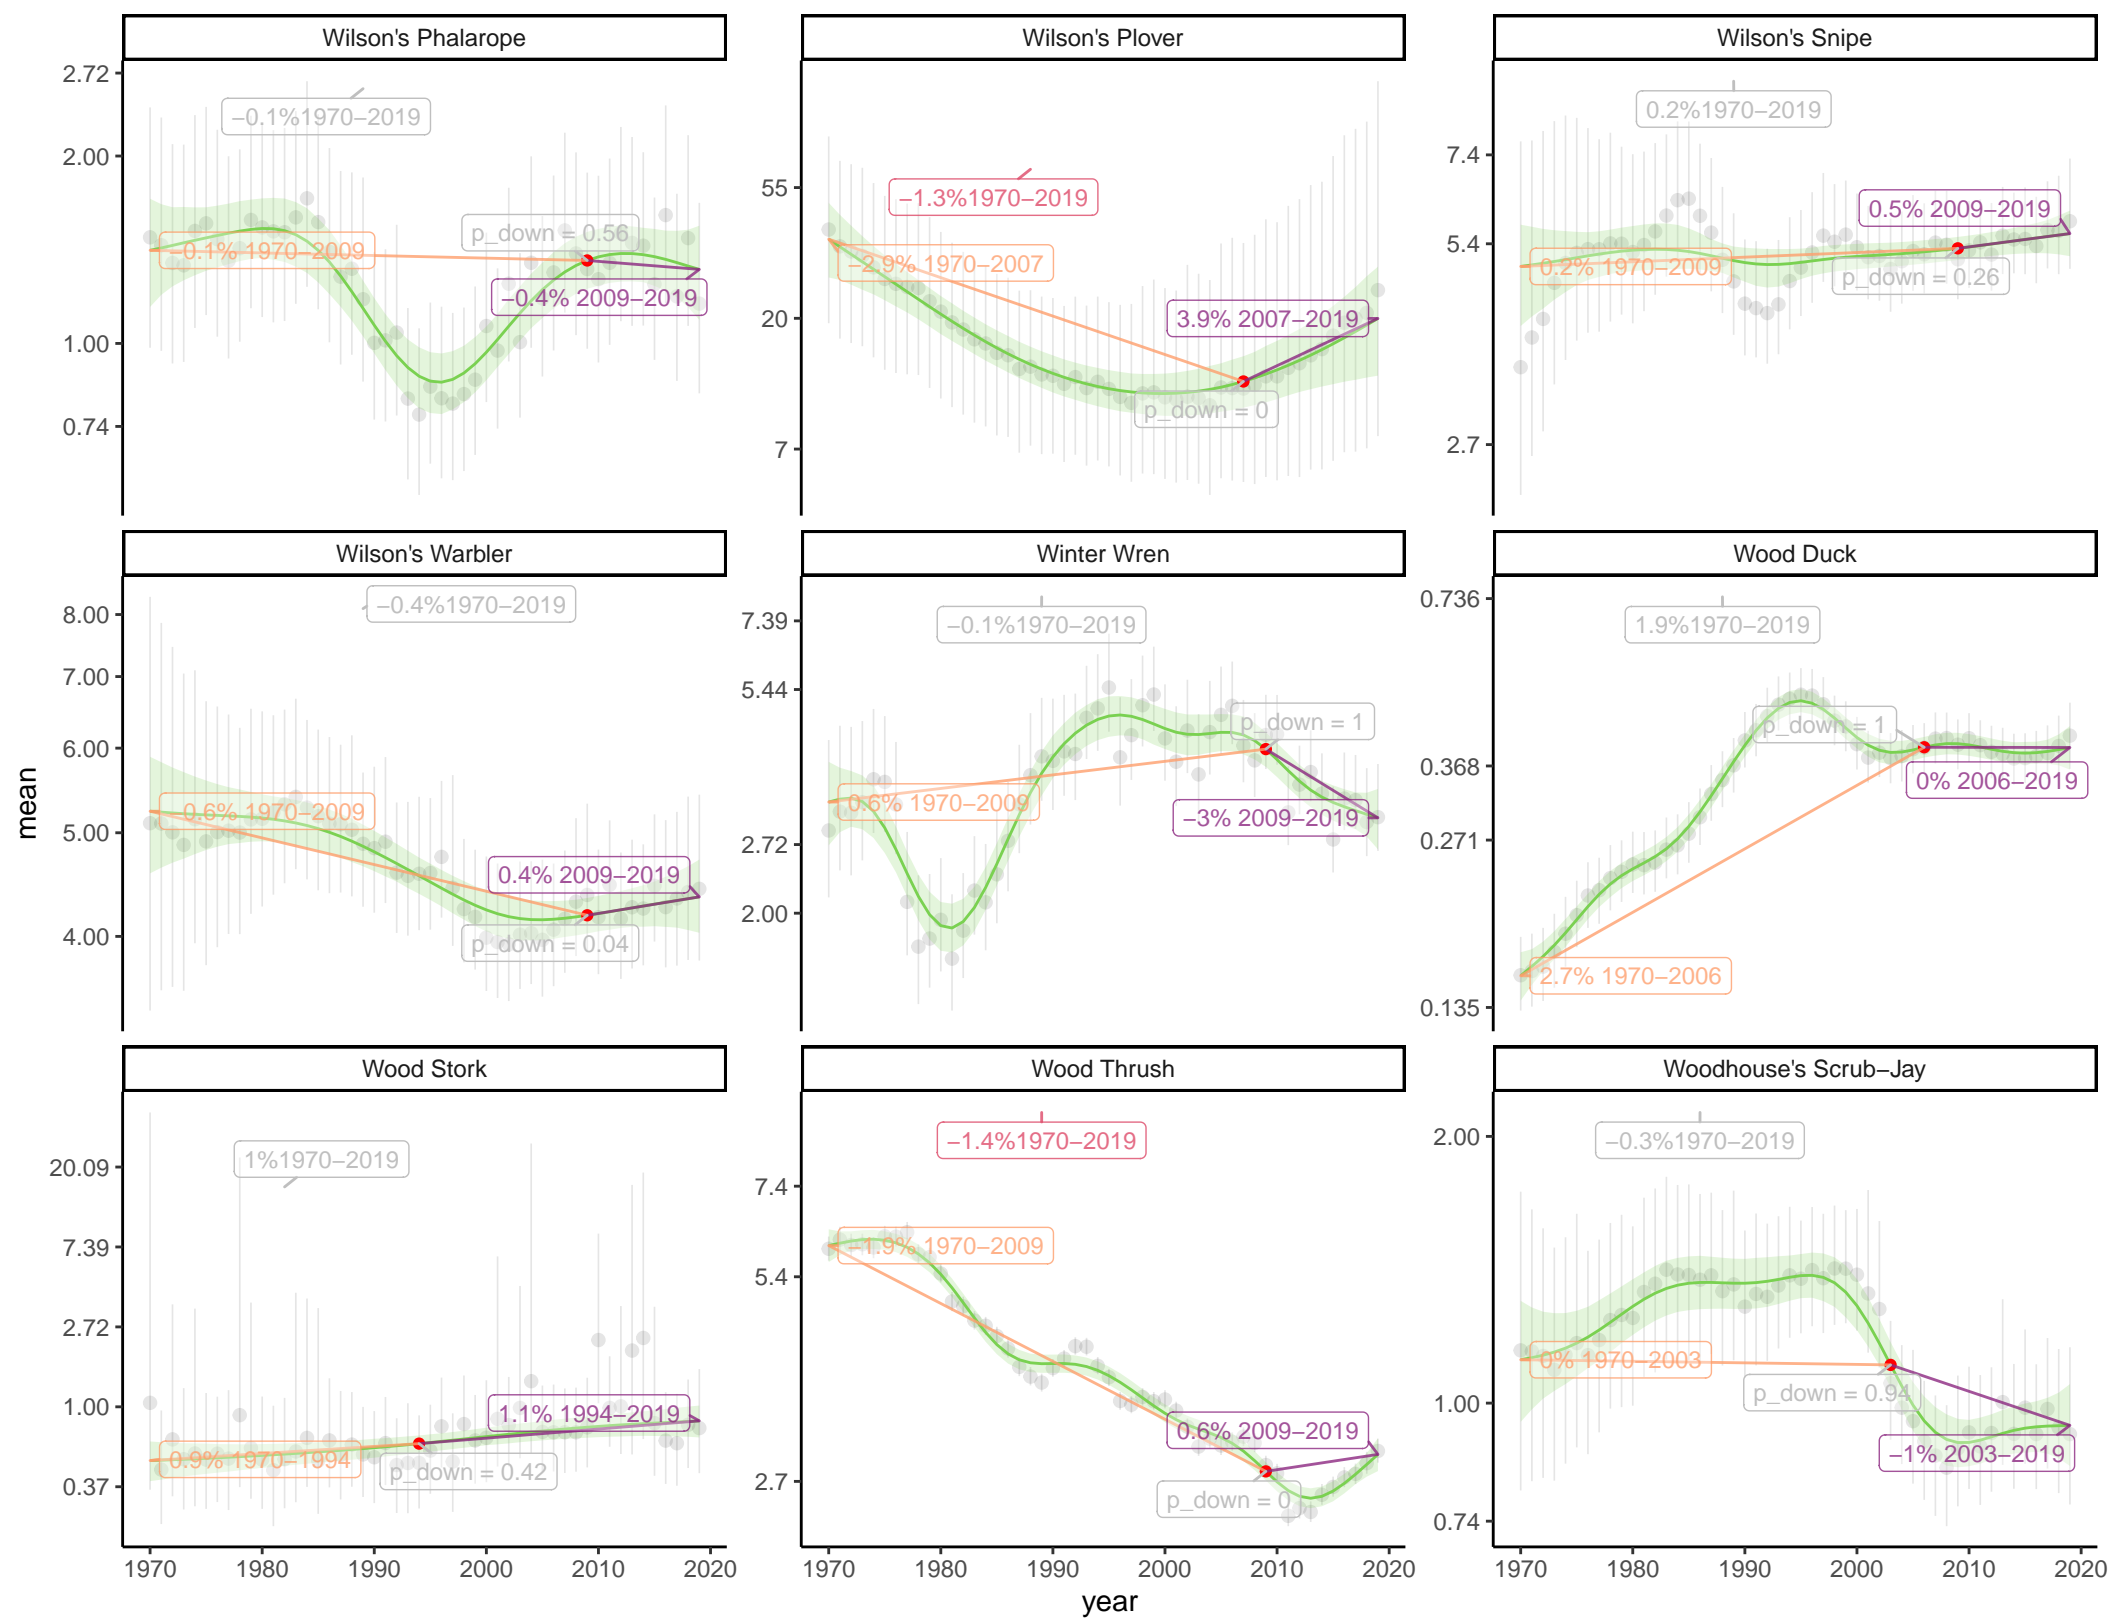 Wilson's Phalarope
Wilson's Plover
Wilson's Snipe
2.72
2.00
1.00
0.74
−0.1%1970−2019
−0.1% 1970−2009
p_down = 0.56
−0.4% 2009−2019
55
20
7
−1.3%1970−2019
−2.9% 1970−2007
3.9% 2007−2019
p_down = 0
7.4
5.4
2.7
0.2%1970−2019
0.5% 2009−2019
0.2% 1970−2009
p_down = 0.26
Wilson's Warbler
Winter Wren
Wood Duck
8.00
7.00
6.00
5.00
4.00
−0.4%1970−2019
−0.6% 1970−2009
0.4% 2009−2019
p_down = 0.04
7.39
5.44
2.72
2.00
−0.1%1970−2019
p_down = 1
0.6% 1970−2009
−3% 2009−2019
0.736
0.368
0.271
0.135
1.9%1970−2019
p_down = 1
0% 2006−2019
2.7% 1970−2006
Wood Stork
Wood Thrush
Woodhouse's Scrub−Jay
20.09
7.39
2.72
1.00
0.37
1%1970−2019
1.1% 1994−2019
0.9% 1970−1994
p_down = 0.42
7.4
5.4
2.7
−1.4%1970−2019
−1.9% 1970−2009
0.6% 2009−2019
p_down = 0
2.00
1.00
0.74
−0.3%1970−2019
0% 1970−2003
p_down = 0.94
−1% 2003−2019
1970 1980 1990 2000 2010 2020
1970 1980 1990 2000 2010 2020
1970 1980 1990 2000 2010 2020
mean
year